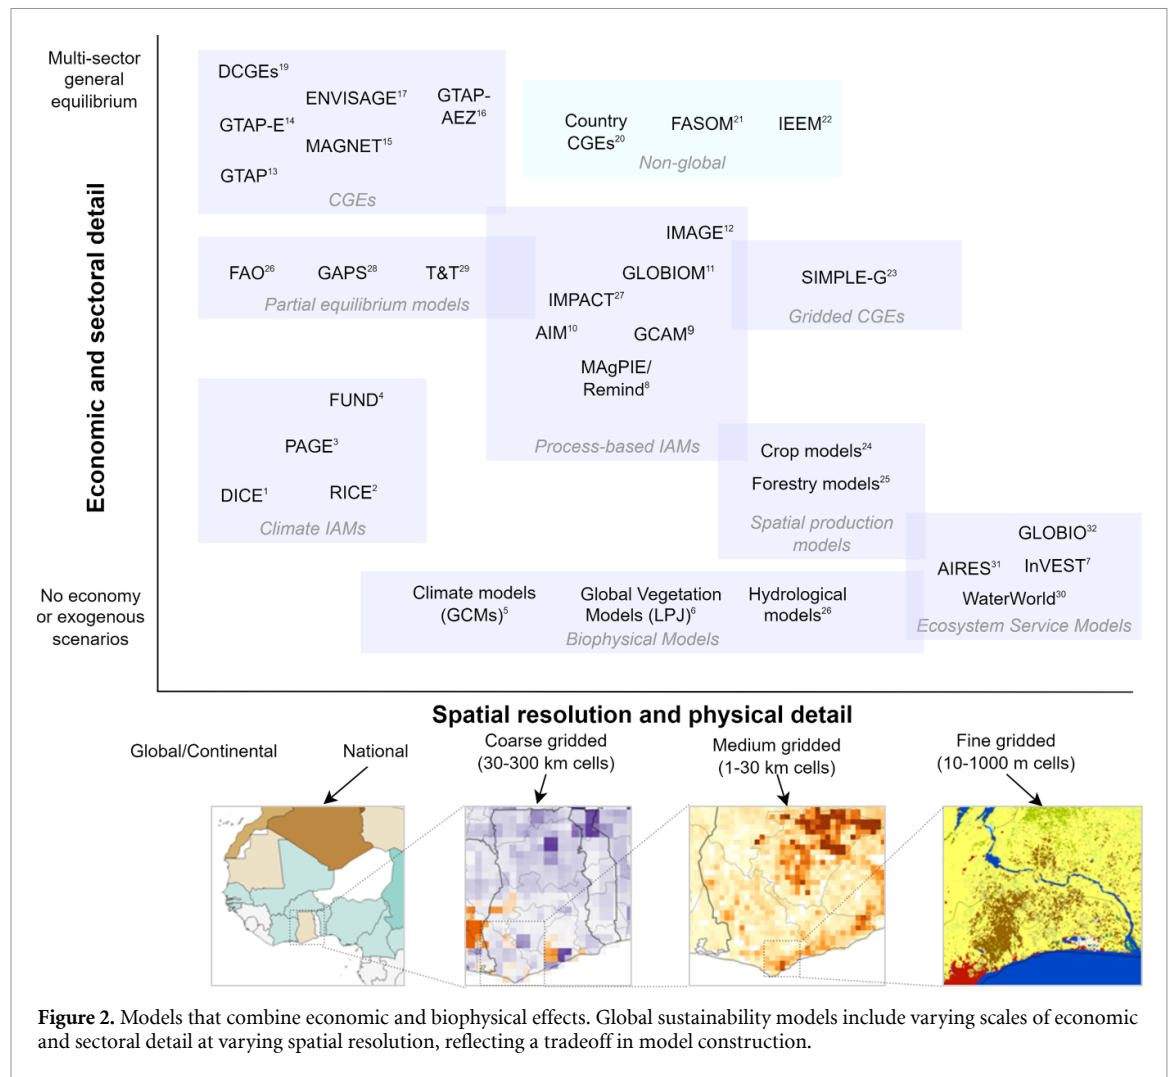 Multi-sector
general
equilibrium
Economic and sectoral detail
No economy
or exogenous
scenarios
DCGEs¹⁹
ENVISAGE¹⁷
GTAP-
AEZ¹⁶
GTAP-E¹⁴
MAGNET¹⁵
GTAP¹³
CGEs
Country
CGEs²⁰
FASOM²¹
IEEM²²
Non-global
FAO²⁶
GAPS²⁸
T&T²⁹
Partial equilibrium models
IMAGE¹²
GLOBIOM¹¹
IMPACT²⁷
AIM¹⁰
GCAM⁹
MAgPIE/
Remind⁸
Process-based IAMs
SIMPLE-G²³
Gridded CGEs
FUND⁴
PAGE³
DICE¹
RICE²
Climate IAMs
Crop models²⁴
Forestry models²⁵
Spatial production
models
GLOBIO³²
AIRES³¹
InVEST⁷
WaterWorld³⁰
Ecosystem Service Models
Climate models
(GCMs)⁵
Global Vegetation
Models (LPJ)⁶
Hydrological
models²⁶
Biophysical Models
Spatial resolution and physical detail
Global/Continental
National
Coarse gridded
(30-300 km cells)
Medium gridded
(1-30 km cells)
Fine gridded
(10-1000 m cells)
Figure 2. Models that combine economic and biophysical effects. Global sustainability models include varying scales of economic
and sectoral detail at varying spatial resolution, reflecting a tradeoff in model construction.